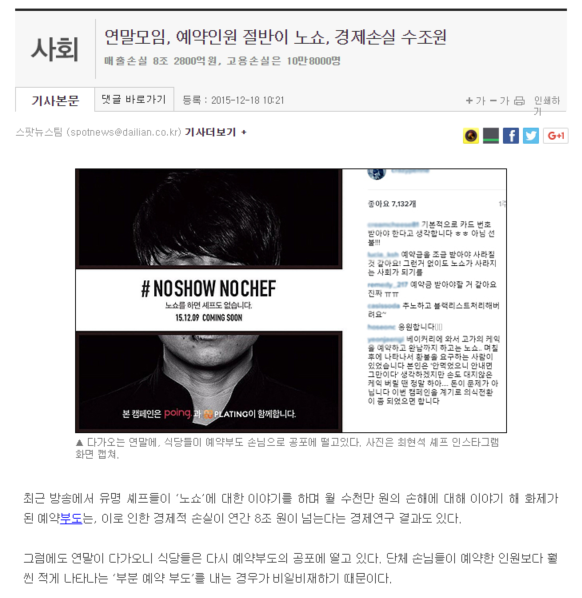 사회
연말모임, 예약인원 절반이 노쇼, 경제손실 수조원
매출손실 8조 2800억원, 고용손실은 10만8000명
기사본문
댓글 바로가기
등록 : 2015-12-18 10:21
+ 가 - 가
인쇄하
기
스팟뉴스팀 (spotnews@dailian.co.kr) 기사더보기 +
G+1
# NO SHOW NO CHEF
노쇼를 하면 셰프도 없습니다.
15.12.09 COMING SOON
본 캠페인은 poing 과 PLATING이 함께합니다.
좋아요 7,132개
기본적으로 카드 번호
받아야 한다고 생각합니다 ㅎㅎ 아님 선
불!!!
예약금을 조금 받아야 사라질
것 같아요! 그런거 없이도 노쇼가 사라지
는 사회가 되기를
예약금 받아야할 거 같아요
진짜 ㅠㅠ
주노하고 블랙리스트처리해버
려요~
응원합니다
베이커리에 와서 고가의 케익
을 예약하고 완납까지 하고는 노쇼.. 며칠
후에 나타나서 환불을 요구하는 사람이
있었습니다 본인은 '안먹었으니 안내면
그만이다' 생각하겠지만 손도 대지않은
케익 버릴 땐 정말 하아... 돈이 문제가 아
닙니다 이번 캠페인을 계기로 의식전환
이 좀 되었으면 합니다
▲ 다가오는 연말에, 식당들이 예약부도 손님으로 공포에 떨고있다. 사진은 최현석 셰프 인스타그램
화면 캡쳐.
최근 방송에서 유명 셰프들이 '노쇼'에 대한 이야기를 하며 월 수천만 원의 손해에 대해 이야기 해 화제가
된 예약부도는, 이로 인한 경제적 손실이 연간 8조 원이 넘는다는 경제연구 결과도 있다.
그럼에도 연말이 다가오니 식당들은 다시 예약부도의 공포에 떨고 있다. 단체 손님들이 예약한 인원보다 훨
씬 적게 나타나는 '부분 예약 부도'를 내는 경우가 비일비재하기 때문이다.